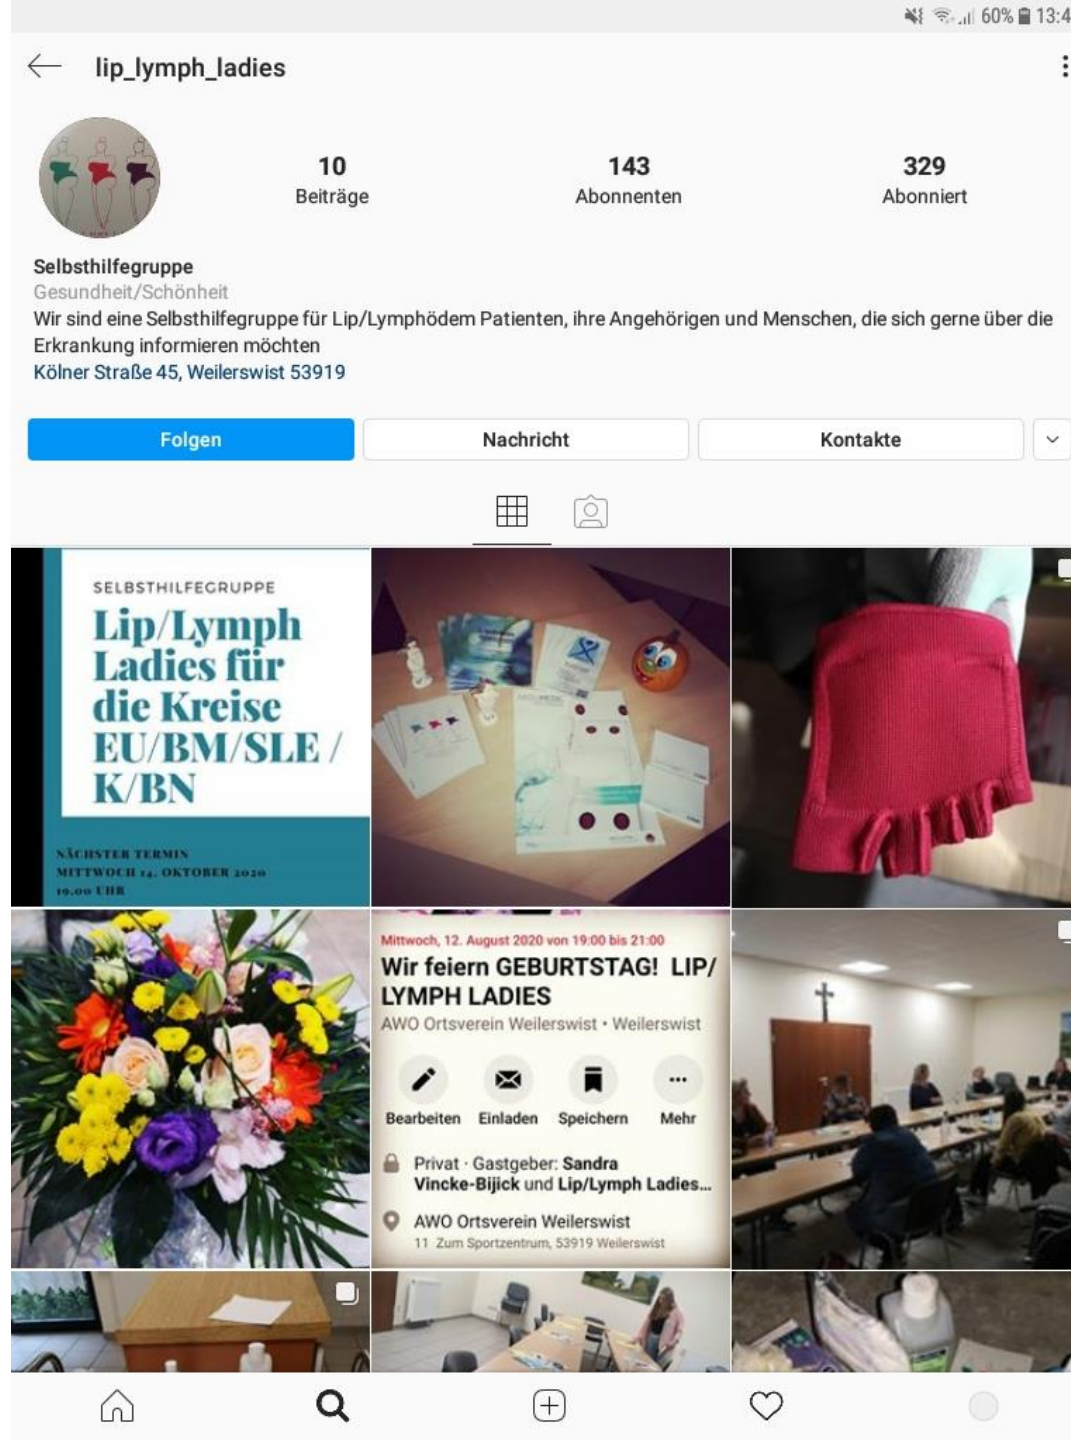 60% 13:4
lip_lymph_ladies
10
Beiträge
143
Abonnenten
329
Abonniert
Selbsthilfegruppe
Gesundheit/Schönheit
Wir sind eine Selbsthilfegruppe für Lip/Lymphödem Patienten, ihre Angehörigen und Menschen, die sich gerne über die
Erkrankung informieren möchten
Kölner Straße 45, Weilerswist 53919
Folgen
Nachricht
Kontakte
SELBSTHILFEGRUPPE
Lip/Lymph
Ladies für
die Kreise
EU/BM/SLE /
K/BN
NÄCHSTER TERMIN
MITTWOCH 14. OKTOBER 2020
19.00 UHR
Mittwoch, 12. August 2020 von 19:00 bis 21:00
Wir feiern GEBURTSTAG! LIP/
LYMPH LADIES
AWO Ortsverein Weilerswist • Weilerswist
Bearbeiten
Einladen
Speichern
Mehr
Privat · Gastgeber: Sandra
Vincke-Bijick und Lip/Lymph Ladies...
AWO Ortsverein Weilerswist
11 Zum Sportzentrum, 53919 Weilerswist